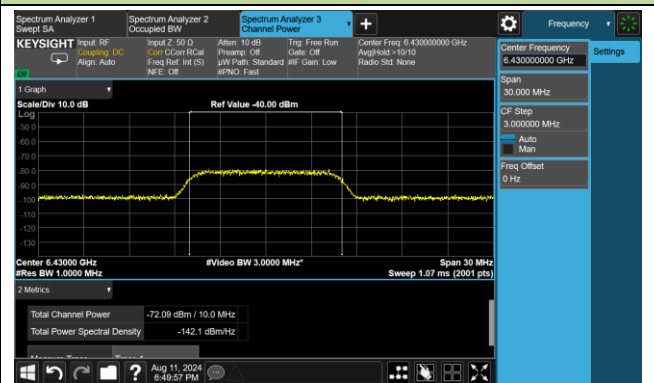 Spectrum Analyzer 1
Swept SA
Spectrum Analyzer 2
Occupied BW
Spectrum Analyzer 3
Channel Power
Frequency
KEYSIGHT
Input: RF
Coupling: DC
Align: Auto
Input Z: 50 Ω
Corr CCorr RCal
Freq Ref: Int (S)
NFE: Off
Atten: 10 dB
Preamp: Off
µW Path: Standard
#PNO: Fast
Trig: Free Run
Gate: Off
#IF Gain: Low
Center Freq: 6.430000000 GHz
Avg|Hold:>10/10
Radio Std: None
1 Graph
Scale/Div 10.0 dB
Ref Value -40.00 dBm
Log
-50.0
-60.0
-70.0
-80.0
-90.0
-100
-110
-120
-130
Center 6.43000 GHz
#Video BW 3.0000 MHz*
Span 30 MHz
#Res BW 1.0000 MHz
Sweep 1.07 ms (2001 pts)
2 Metrics
Total Channel Power
-72.09 dBm / 10.0 MHz
Total Power Spectral Density
-142.1 dBm/Hz
Aug 11, 2024
6:49:57 PM
Center Frequency
6.430000000 GHz
Settings
Span
30.000 MHz
CF Step
3.000000 MHz
Auto
Man
Freq Offset
0 Hz